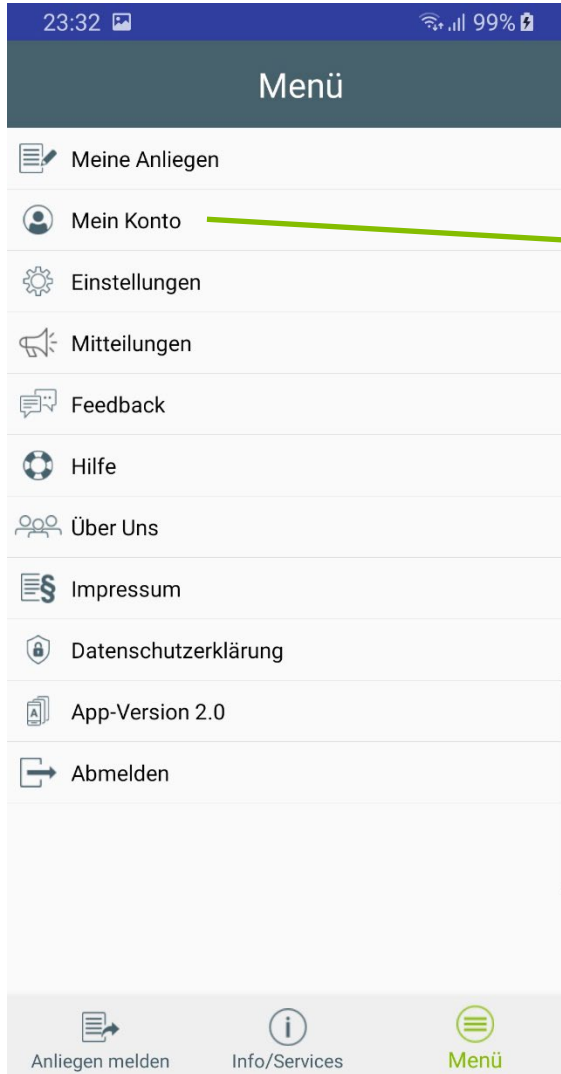 23:32 99%
Menü
Meine Anliegen
Mein Konto
Einstellungen
Mitteilungen
Feedback
Hilfe
Über Uns
§ Impressum
Datenschutzerklärung
A App-Version 2.0
Abmelden
Anliegen melden Info/Services Menü